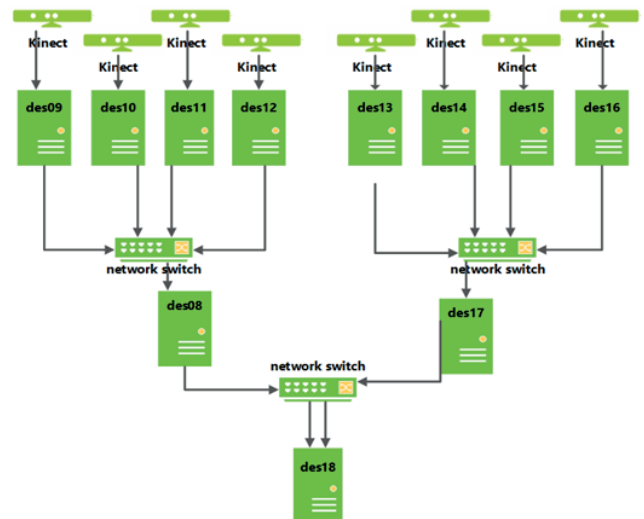 Kinect
Kinect
Kinect
Kinect
Kinect
Kinect
Kinect
Kinect
des09
des10
des11
des12
des13
des14
des15
des16
network switch
network switch
des08
des17
network switch
des18